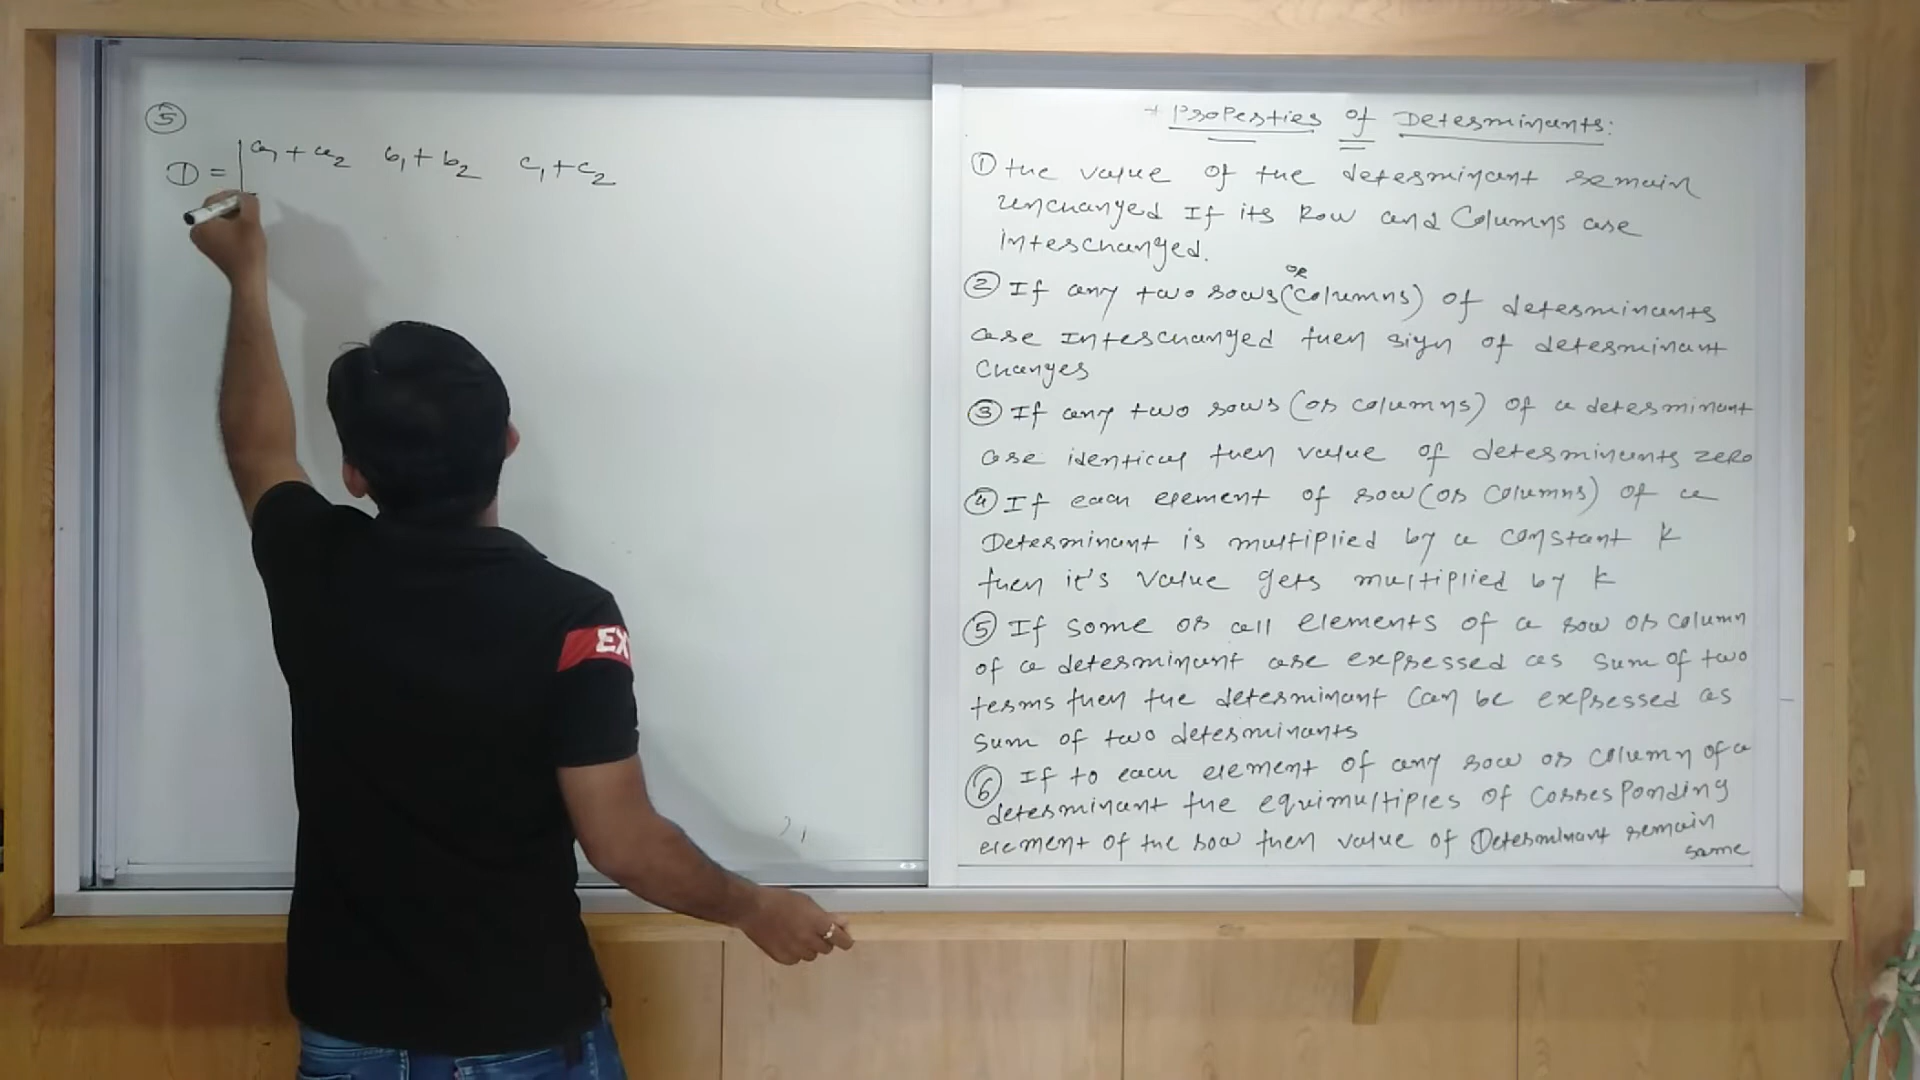 ⑤
D = | a₁ + a₂ b₁ + b₂ c₁ + c₂
EX
→ Properties of Determinants:
① the value of the determinant remain
unchanged If its Row and Columns are
interchanged.
or
② If any two rows (columns) of determinants
are Interchanged then sign of determinant
changes
③ If any two rows (or columns) of a determinant
are identical then value of determinants zero
④ If each element of row (or columns) of a
Determinant is multiplied by a constant k
then it's value gets multiplied by k
⑤ If some or all elements of a row or column
of a determinant are expressed as sum of two
terms then the determinant can be expressed as
sum of two determinants
⑥ If to each element of any row or column of a
determinant the equimultiples of corresponding
element of the row then value of Determinant remain
same